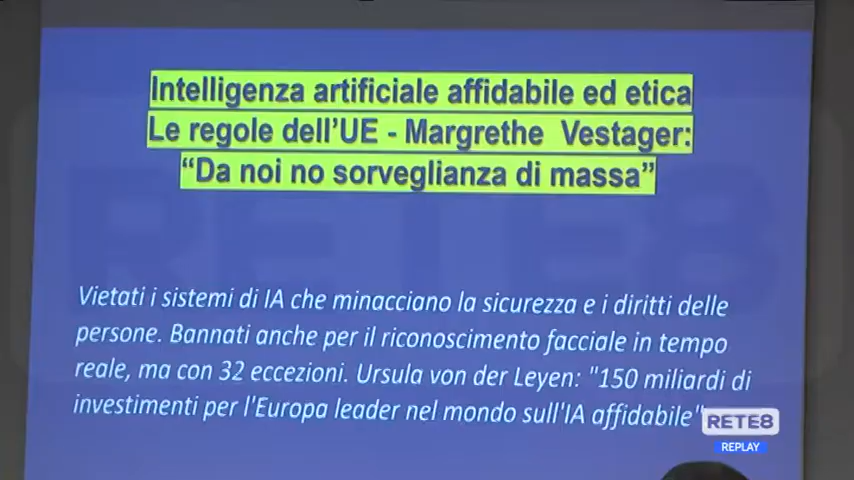 Intelligenza artificiale affidabile ed etica
Le regole dell'UE - Margrethe Vestager:
"Da noi no sorveglianza di massa"
Vietati i sistemi di IA che minacciano la sicurezza e i diritti delle
persone. Bannati anche per il riconoscimento facciale in tempo
reale, ma con 32 eccezioni. Ursula von der Leyen: "150 miliardi di
investimenti per l'Europa leader nel mondo sull'IA affidabile"
RETE8
RETE8
REPLAY